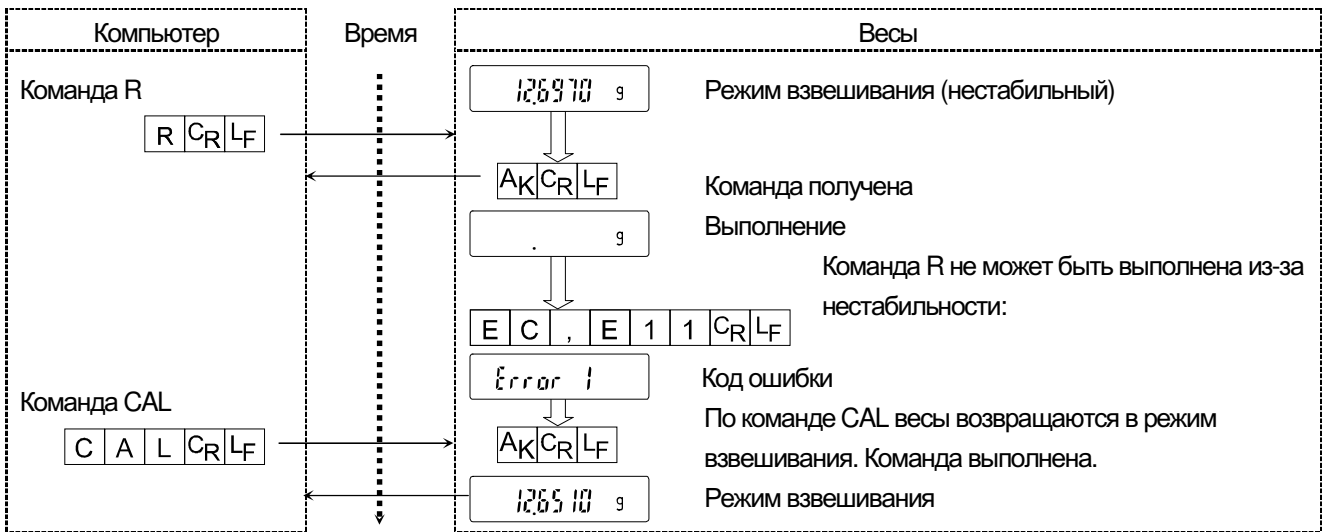 Компьютер Время Весы
Команда R
12.6970 g Режим взвешивания (нестабильный)
R CR LF
AK CR LF Команда получена
. g Выполнение
Команда R не может быть выполнена из-за
нестабильности:
E C , E 1 1 CR LF
Error 1 Код ошибки
Команда CAL
По команде CAL весы возвращаются в режим
C A L CR LF AK CR LF
взвешивания. Команда выполнена.
12.6510 g Режим взвешивания